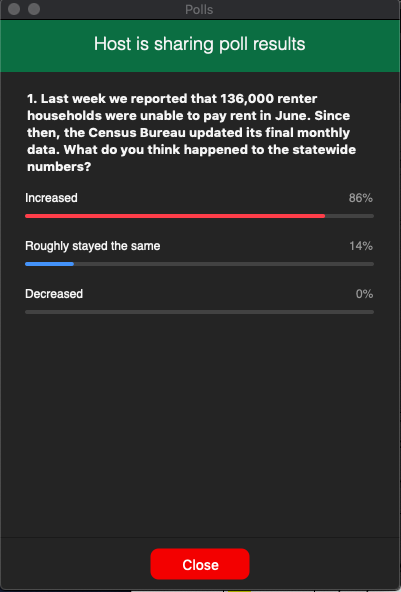 Polls
Host is sharing poll results
1. Last week we reported that 136,000 renter
households were unable to pay rent in June. Since
then, the Census Bureau updated its final monthly
data. What do you think happened to the statewide
numbers?
Increased 86%
Roughly stayed the same 14%
Decreased 0%
Close